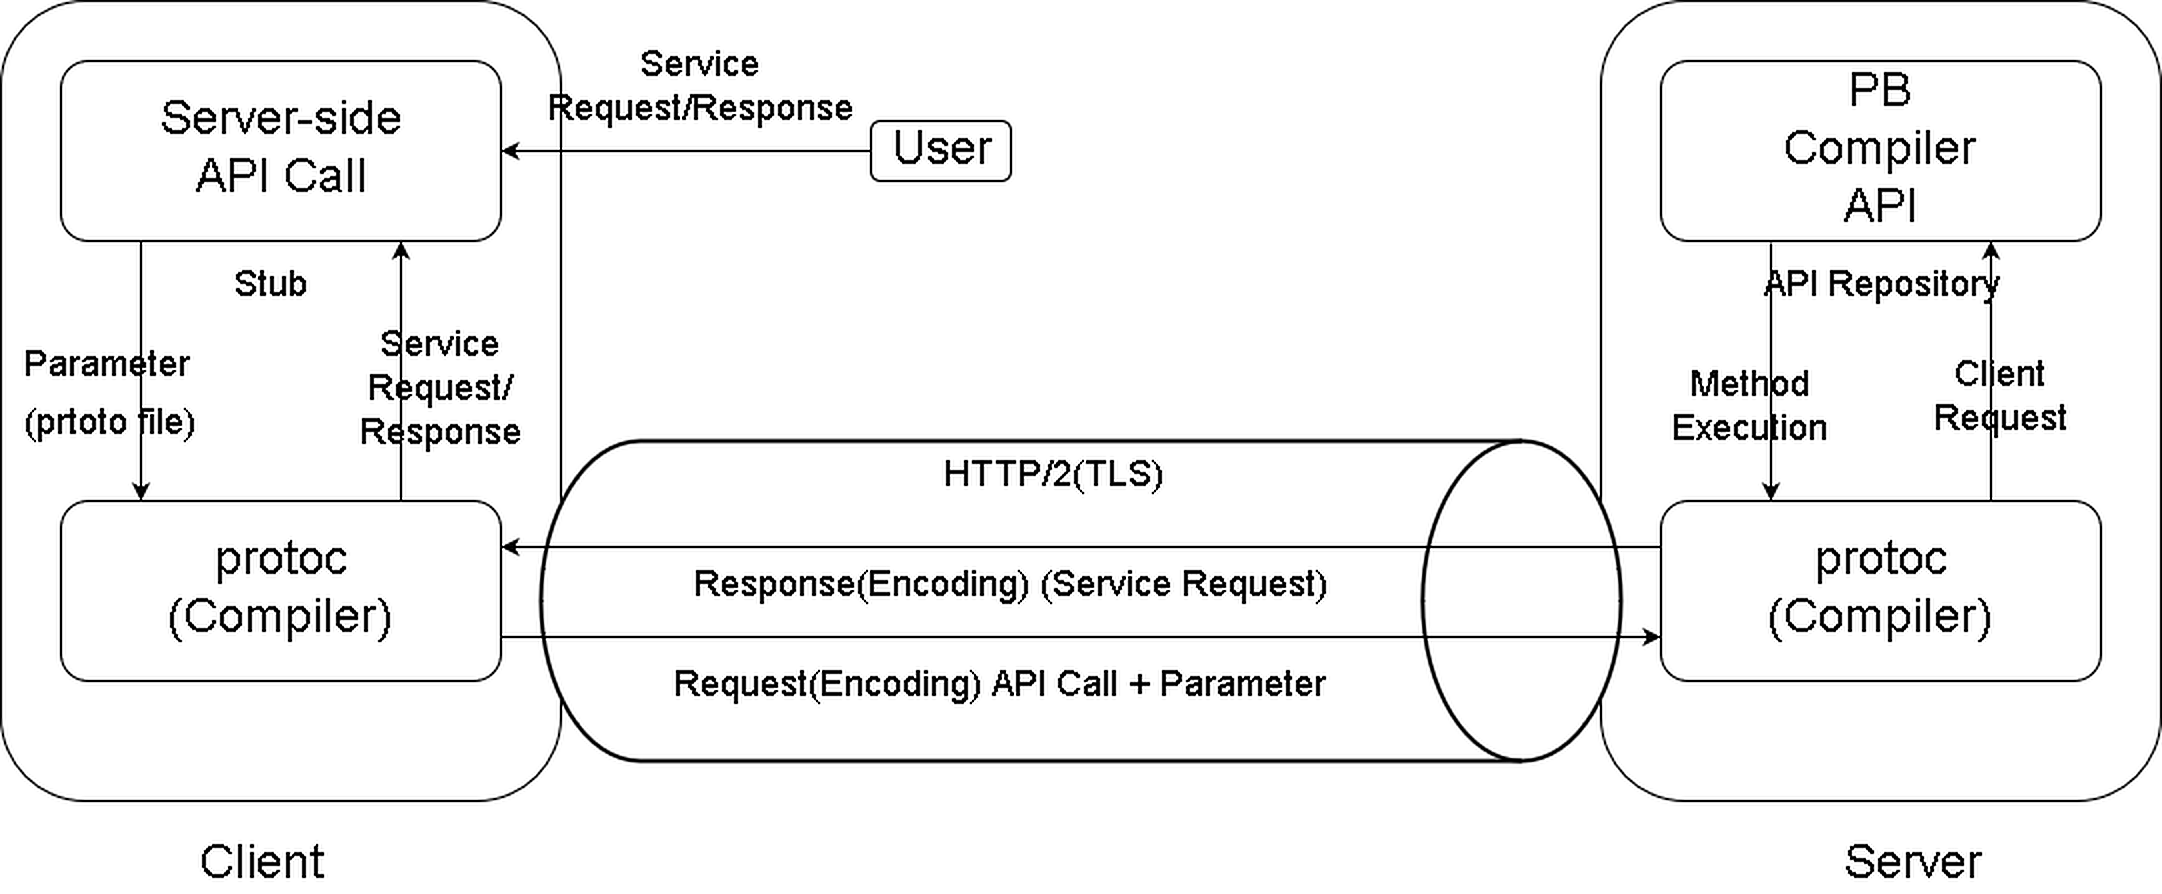 Server-side
API Call
Service
Request/Response
User
PB
Compiler
API
Stub
Parameter
(prtoto file)
Service
Request/
Response
API Repository
Method
Execution
Client
Request
HTTP/2(TLS)
protoc
(Compiler)
Response(Encoding) (Service Request)
Request(Encoding) API Call + Parameter
protoc
(Compiler)
Client
Server